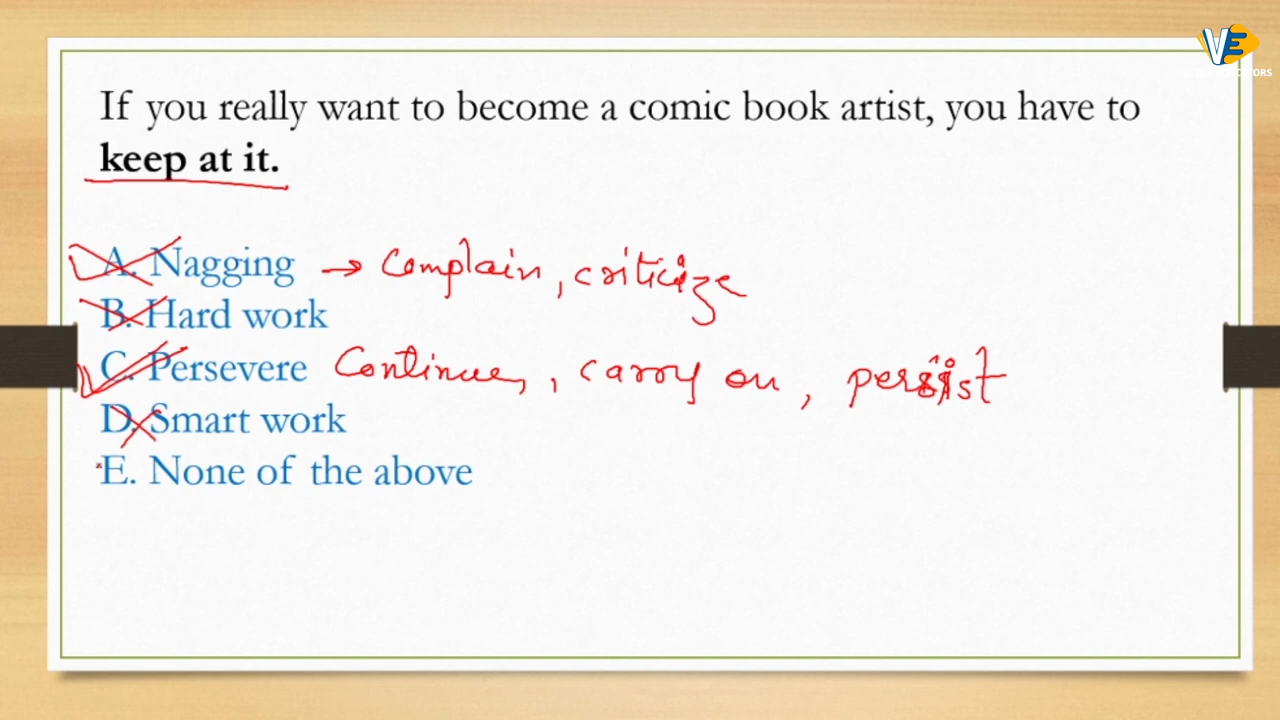 VE
If you really want to become a comic book artist, you have to
keep at it.
A. Nagging → Complain, criticize
B. Hard work
C. Persevere Continue, carry on, persist
D. Smart work
E. None of the above